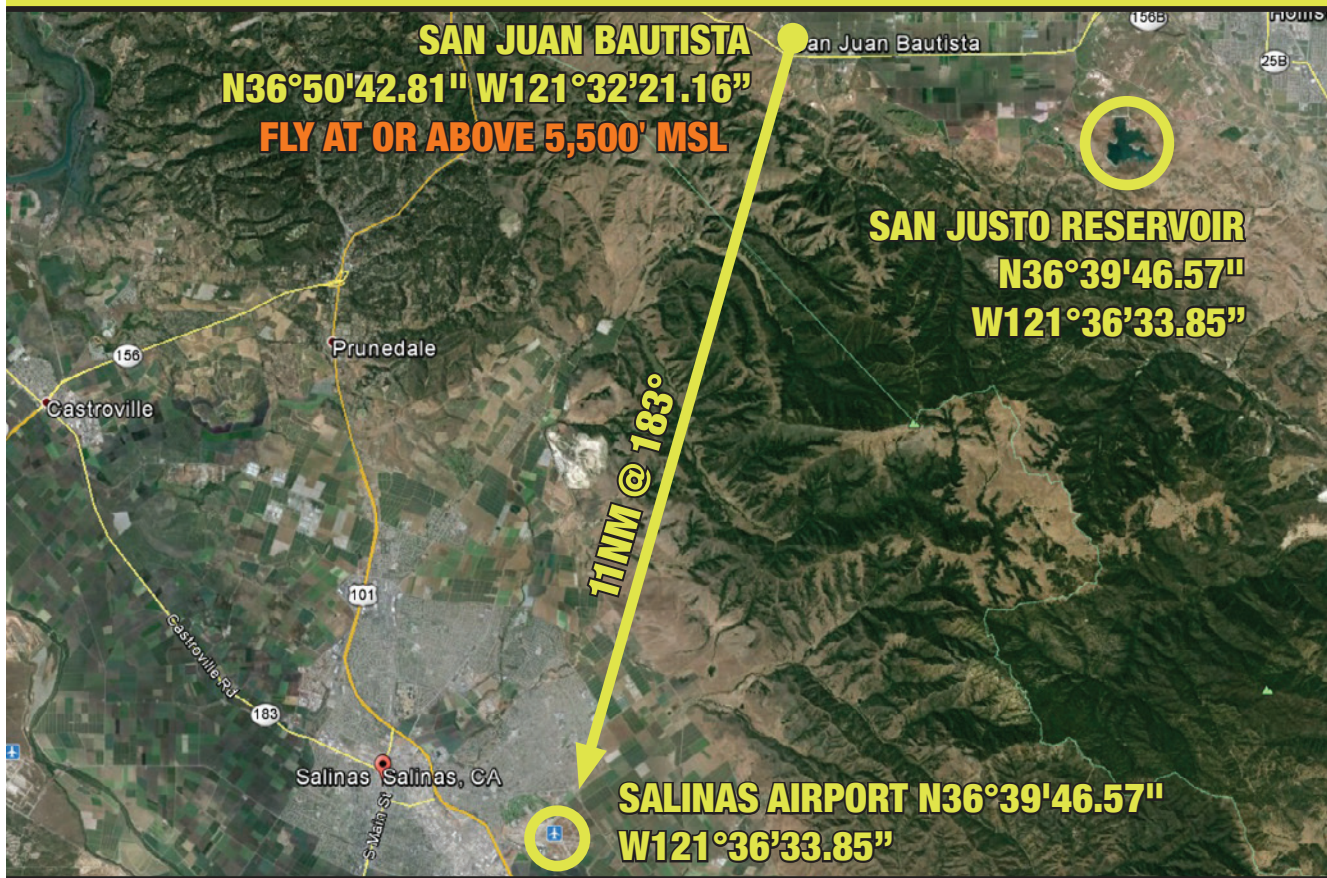 156B
Hollis
SAN JUAN BAUTISTA
an Juan Bautista
N36°50'42.81" W121°32’21.16”
25B
FLY AT OR ABOVE 5,500' MSL
SAN JUSTO RESERVOIR
N36°39'46.57"
W121°36’33.85”
156
Prunedale
Castroville
11NM @ 183°
101
Castroville Rd
183
Salinas Salinas, CA
S Main St
SALINAS AIRPORT N36°39'46.57"
W121°36’33.85”